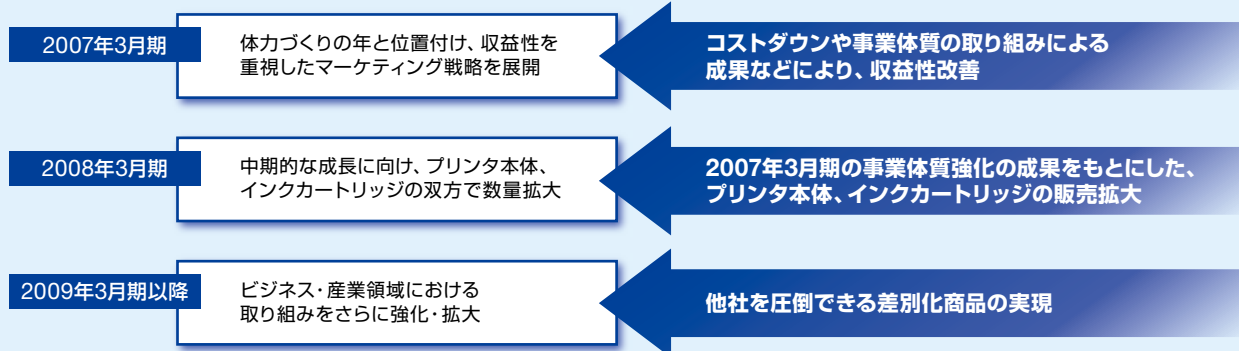 2007年3月期
体力づくりの年と位置付け、収益性を
重視したマーケティング戦略を展開
コストダウンや事業体質の取り組みによる
成果などにより、収益性改善
2008年3月期
中期的な成長に向け、プリンタ本体、
インクカートリッジの双方で数量拡大
2007年3月期の事業体質強化の成果をもとにした、
プリンタ本体、インクカートリッジの販売拡大
2009年3月期以降
ビジネス・産業領域における
取り組みをさらに強化・拡大
他社を圧倒できる差別化商品の実現